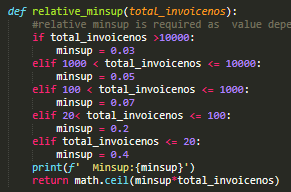 def relative_minsup(total_invoicenos):
#relative minsup is required as  value depe
if total_invoicenos >10000:
minsup = 0.03
elif 1000 < total_invoicenos <= 10000:
minsup = 0.05
elif 100 < total_invoicenos <= 1000:
minsup = 0.07
elif 20< total_invoicenos <= 100:
minsup = 0.2
elif total_invoicenos <= 20:
minsup = 0.4
print(f'  Minsup:{minsup}')
return math.ceil(minsup*total_invoicenos)